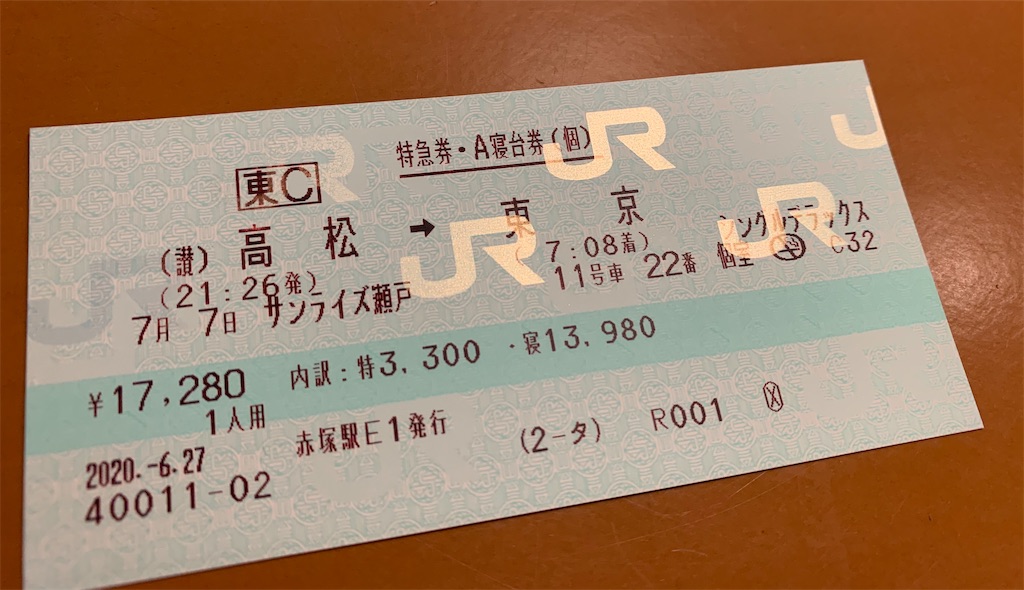 特急券・A寝台券(個)
東C
(讃)高松 ➡ 東京
(21:26発) 7:08着) シングルデラックス
7月 7日 サンライズ瀬戸 11号車 22番 個室 C32
¥17,280 内訳:特3,300 ・寝13,980
1人用
2020.-6.27 赤塚駅E1発行 (2-タ) R001
40011-02
JR
JR
JR
JR